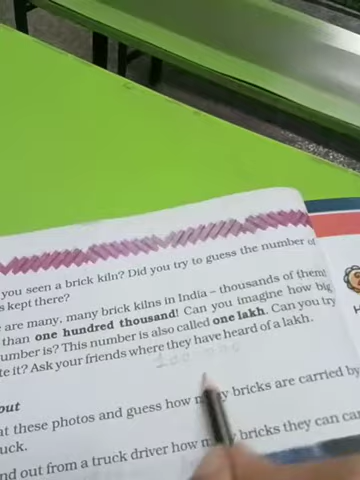 you seen a brick kiln? Did you try to guess the number of
s kept there?
are many, many brick kilns in India – thousands of them!
than one hundred thousand! Can you imagine how big
umber is? This number is also called one lakh. Can you try
te it? Ask your friends where they have heard of a lakh.
out
at these photos and guess how many bricks are carried by
uck.
nd out from a truck driver how many bricks they can car